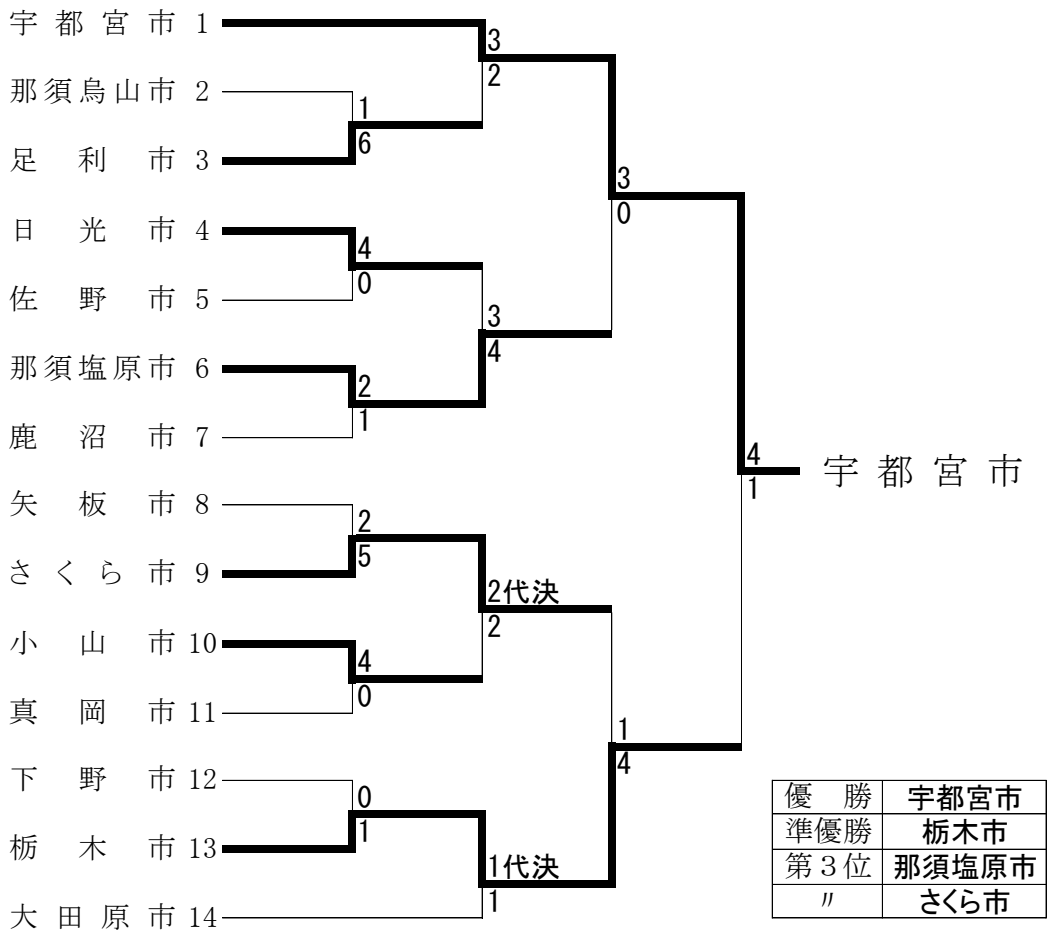 宇都宮市 1
3
2
那須烏山市 2
1
6
足利市 3
3
0
日光市 4
4
0
佐野市 5
3
4
那須塩原市 6
2
1
鹿沼市 7
4
1
宇都宮市
矢板市 8
2
5
さくら市 9
2代決
2
小山市 10
4
0
真岡市 11
1
4
下野市 12
0
1
栃木市 13
1代決
1
大田原市 14
優勝 宇都宮市
準優勝 栃木市
第3位 那須塩原市
〃 さくら市